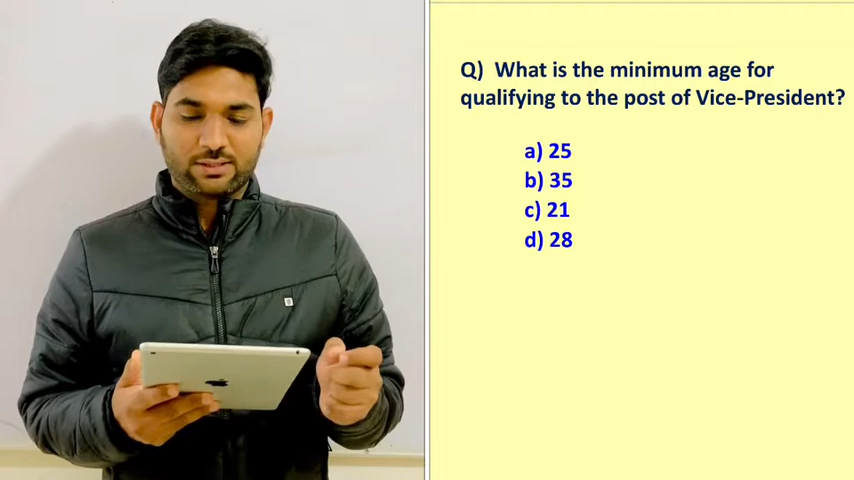 Q) What is the minimum age for
qualifying to the post of Vice-President?
a) 25
b) 35
c) 21
d) 28